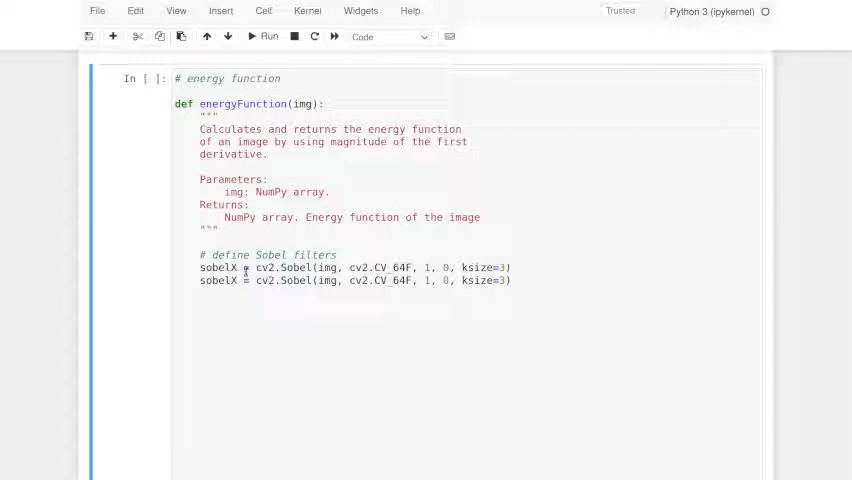 File Edit View Insert Cell Kernel Widgets Help Trusted Python 3 (ipykernel)
Run Code
In [ ]: # energy function
def energyFunction(img):
"""
Calculates and returns the energy function
of an image by using magnitude of the first
derivative.
Parameters:
img: NumPy array.
Returns:
NumPy array. Energy function of the image
"""
# define Sobel filters
sobelX = cv2.Sobel(img, cv2.CV_64F, 1, 0, ksize=3)
sobelX = cv2.Sobel(img, cv2.CV_64F, 1, 0, ksize=3)